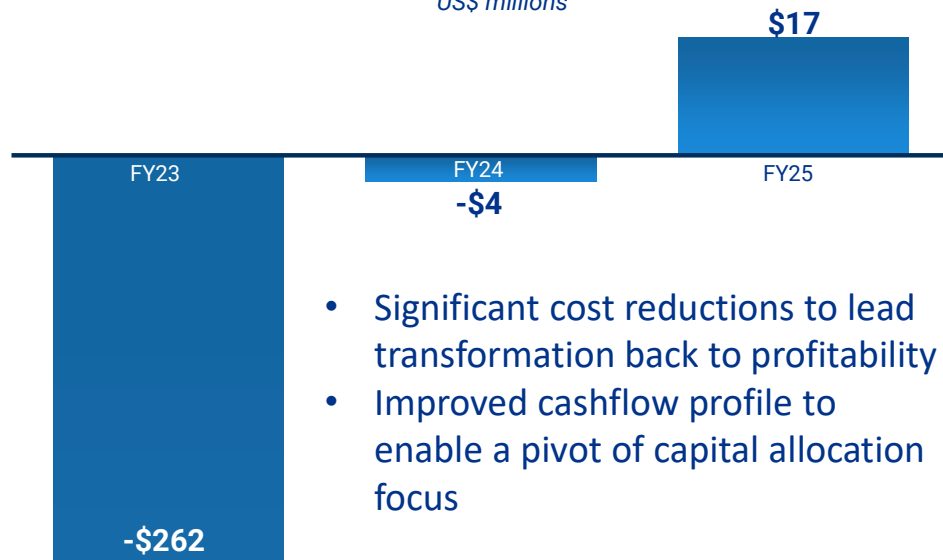 US$ millions
$17
FY23
FY24
FY25
-$4
• Significant cost reductions to lead
transformation back to profitability
• Improved cashflow profile to
enable a pivot of capital allocation
focus
-$262